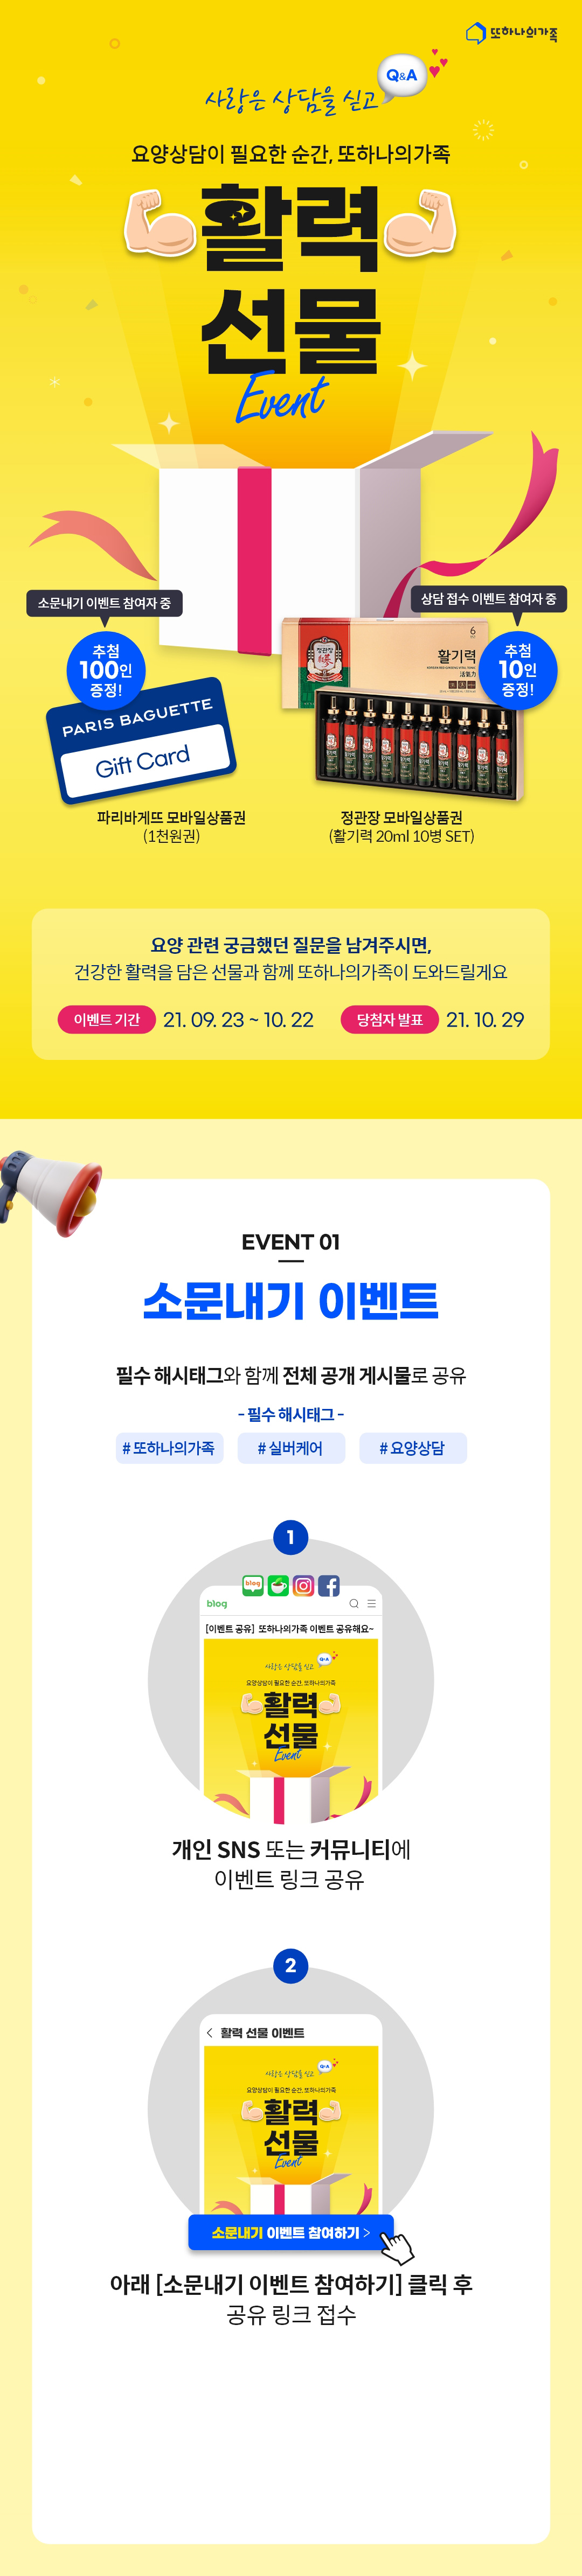 또하나의가족
Q&A
사랑은 상담을 싣고
요양상담이 필요한 순간, 또하나의가족
활력
선물
Event
소문내기 이벤트 참여자 중
추첨
100인
증정!
PARIS BAGUETTE
Gift Card
파리바게뜨 모바일상품권
(1천원권)
상담 접수 이벤트 참여자 중
추첨
10인
증정!
정관장
활기력
活氣力
정관장 모바일상품권
(활기력 20ml 10병 SET)
요양 관련 궁금했던 질문을 남겨주시면,
건강한 활력을 담은 선물과 함께 또하나의가족이 도와드릴게요
이벤트 기간 21. 09. 23 ~ 10. 22 당첨자 발표 21. 10. 29
EVENT 01
소문내기 이벤트
필수 해시태그와 함께 전체 공개 게시물로 공유
- 필수 해시태그 -
# 또하나의가족 # 실버케어 # 요양상담
1
blog
blog
[이벤트 공유] 또하나의가족 이벤트 공유해요~
Q&A
사랑은 상담을 싣고
요양상담이 필요한 순간, 또하나의가족
활력
선물
Event
개인 SNS 또는 커뮤니티에
이벤트 링크 공유
2
< 활력 선물 이벤트
Q&A
사랑은 상담을 싣고
요양상담이 필요한 순간, 또하나의가족
활력
선물
Event
소문내기 이벤트 참여하기 >
아래 [소문내기 이벤트 참여하기] 클릭 후
공유 링크 접수